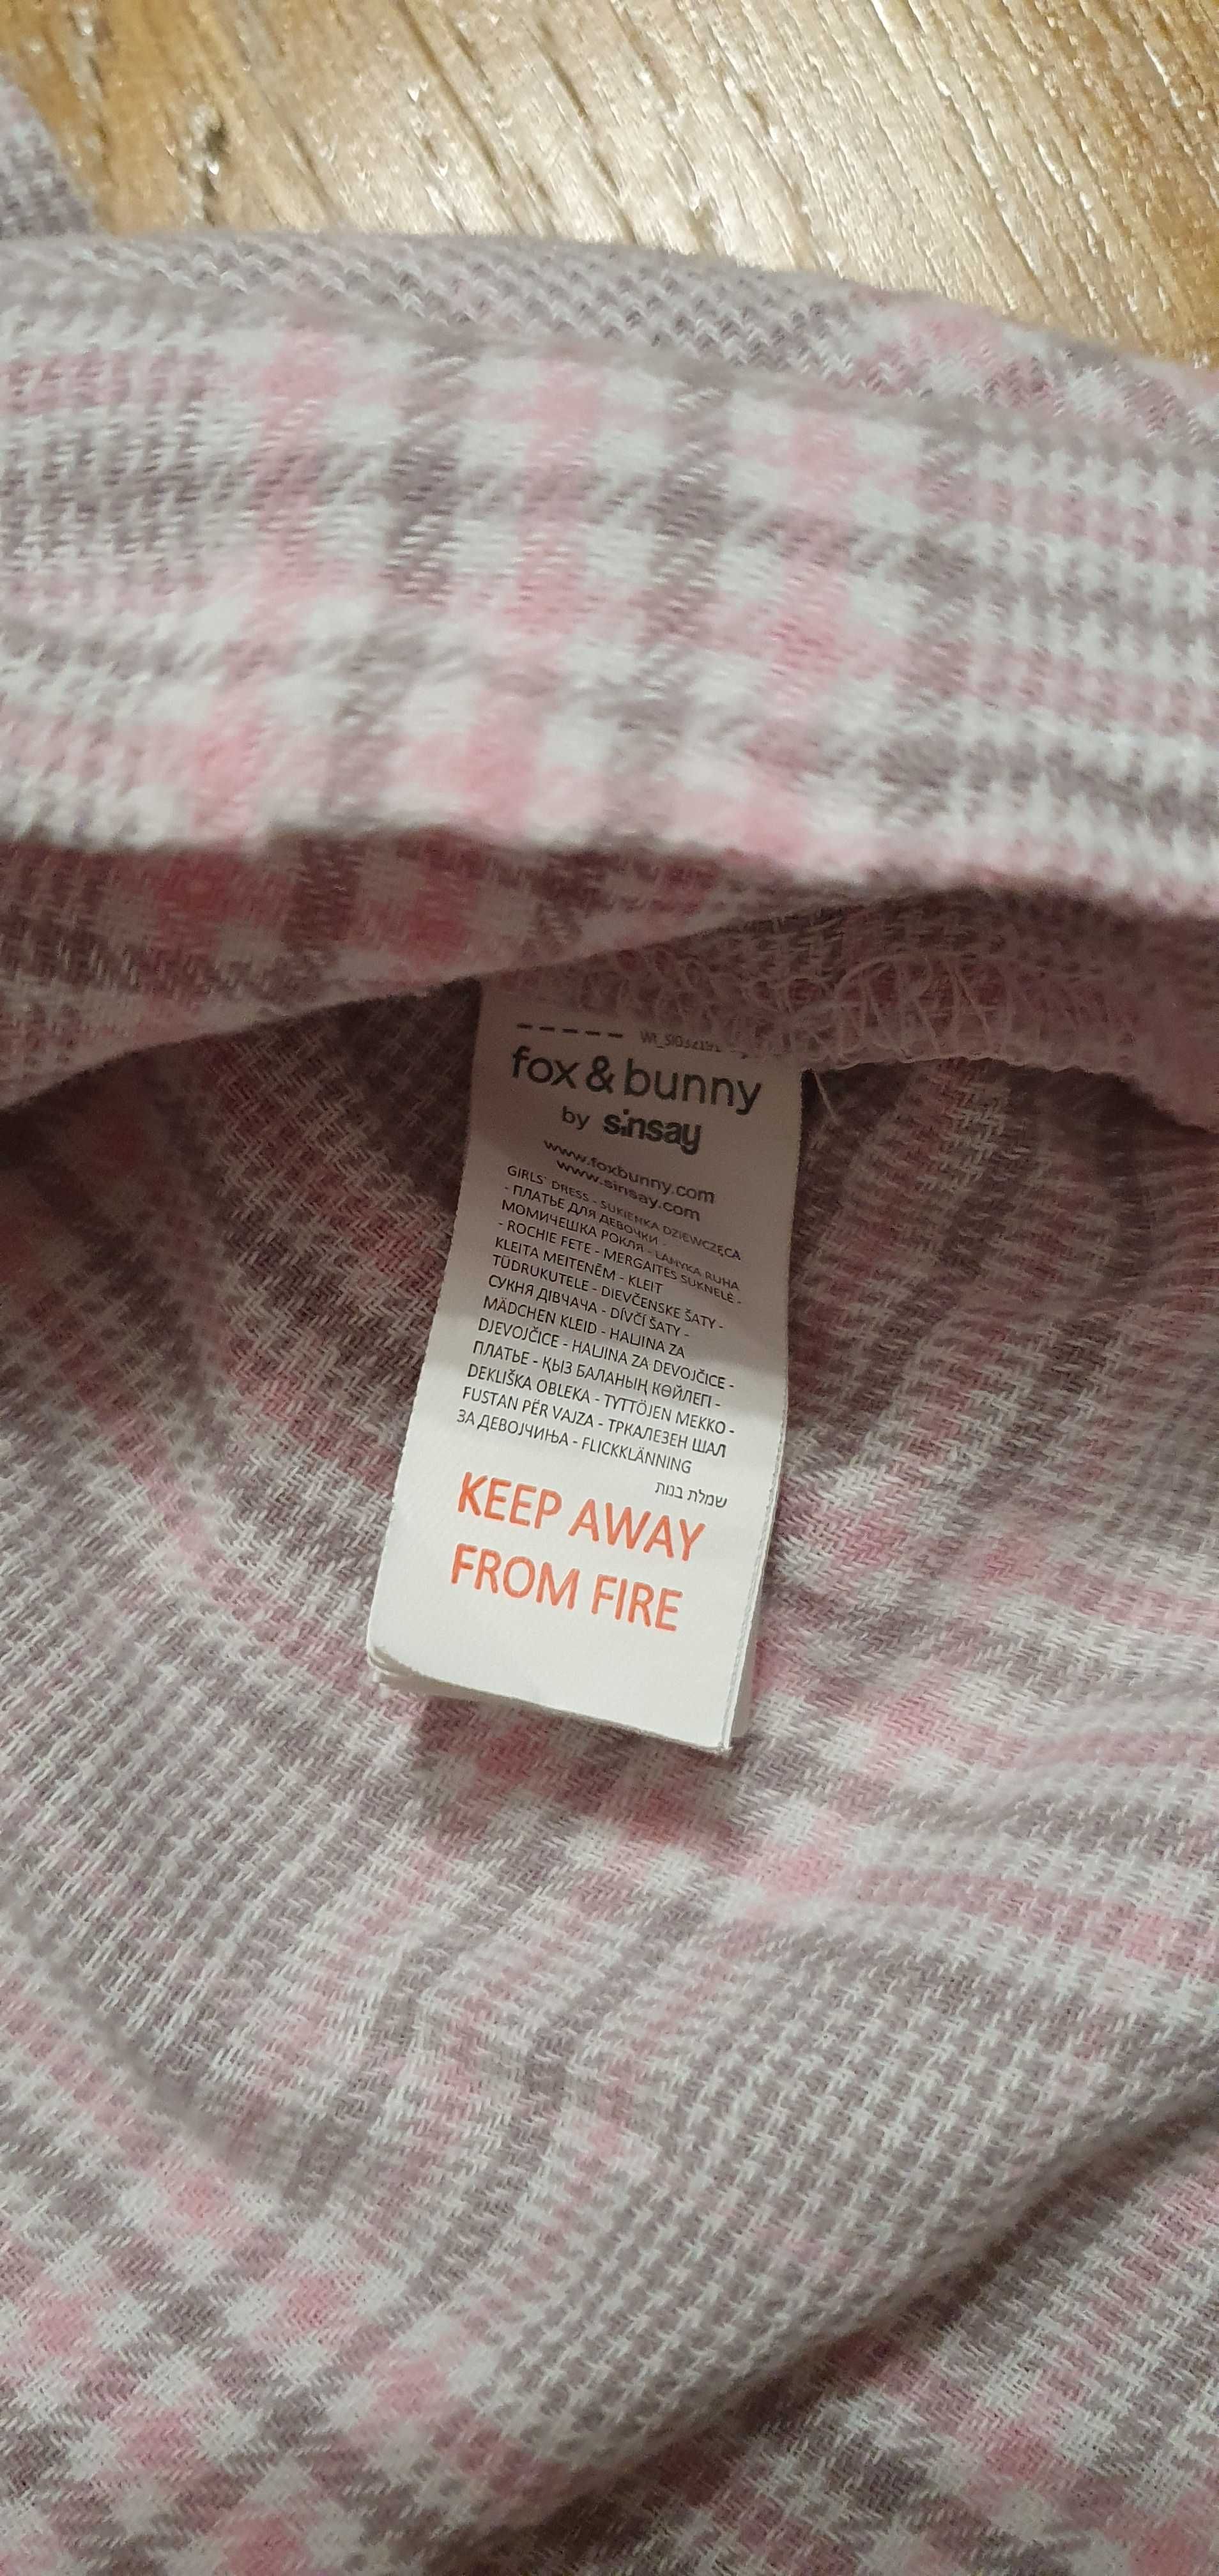 fox & bunny
by sinsay
www.foxbunny.com
www.sinsay.com
GIRLS' DRESS - SUKIENKA DZIEWCZĘCA
- ПЛАТЬЕ ДЛЯ ДЕВОЧКИ -
МОМИЧЕШКА РОКЛЯ - LÁNYKA RUHA
- ROCHIE FETE - MERGAITĖS SUKNELĖ -
KLEITA MEITENĒM - KLEIT
TÜDRUKUTELE - DIEVČENSKE ŠATY -
СУКНЯ ДІВЧАЧА - DÍVČÍ ŠATY -
MÄDCHEN KLEID - HALJINA ZA
DJEVOJČICE - HALJINA ZA DEVOJČICE -
ПЛАТЬЕ - ҚЫЗ БАЛАНЫҢ КӨЙЛЕГІ -
DEKLIŠKA OBLEKA - TYTTÖJEN MEKKO -
FUSTAN PËR VAJZA - ТРКАЛЕЗЕН ШАЛ
ЗА ДЕВОЈЧИЊА - FLICKKLÄNNING
שמלת בנות
KEEP AWAY
FROM FIRE